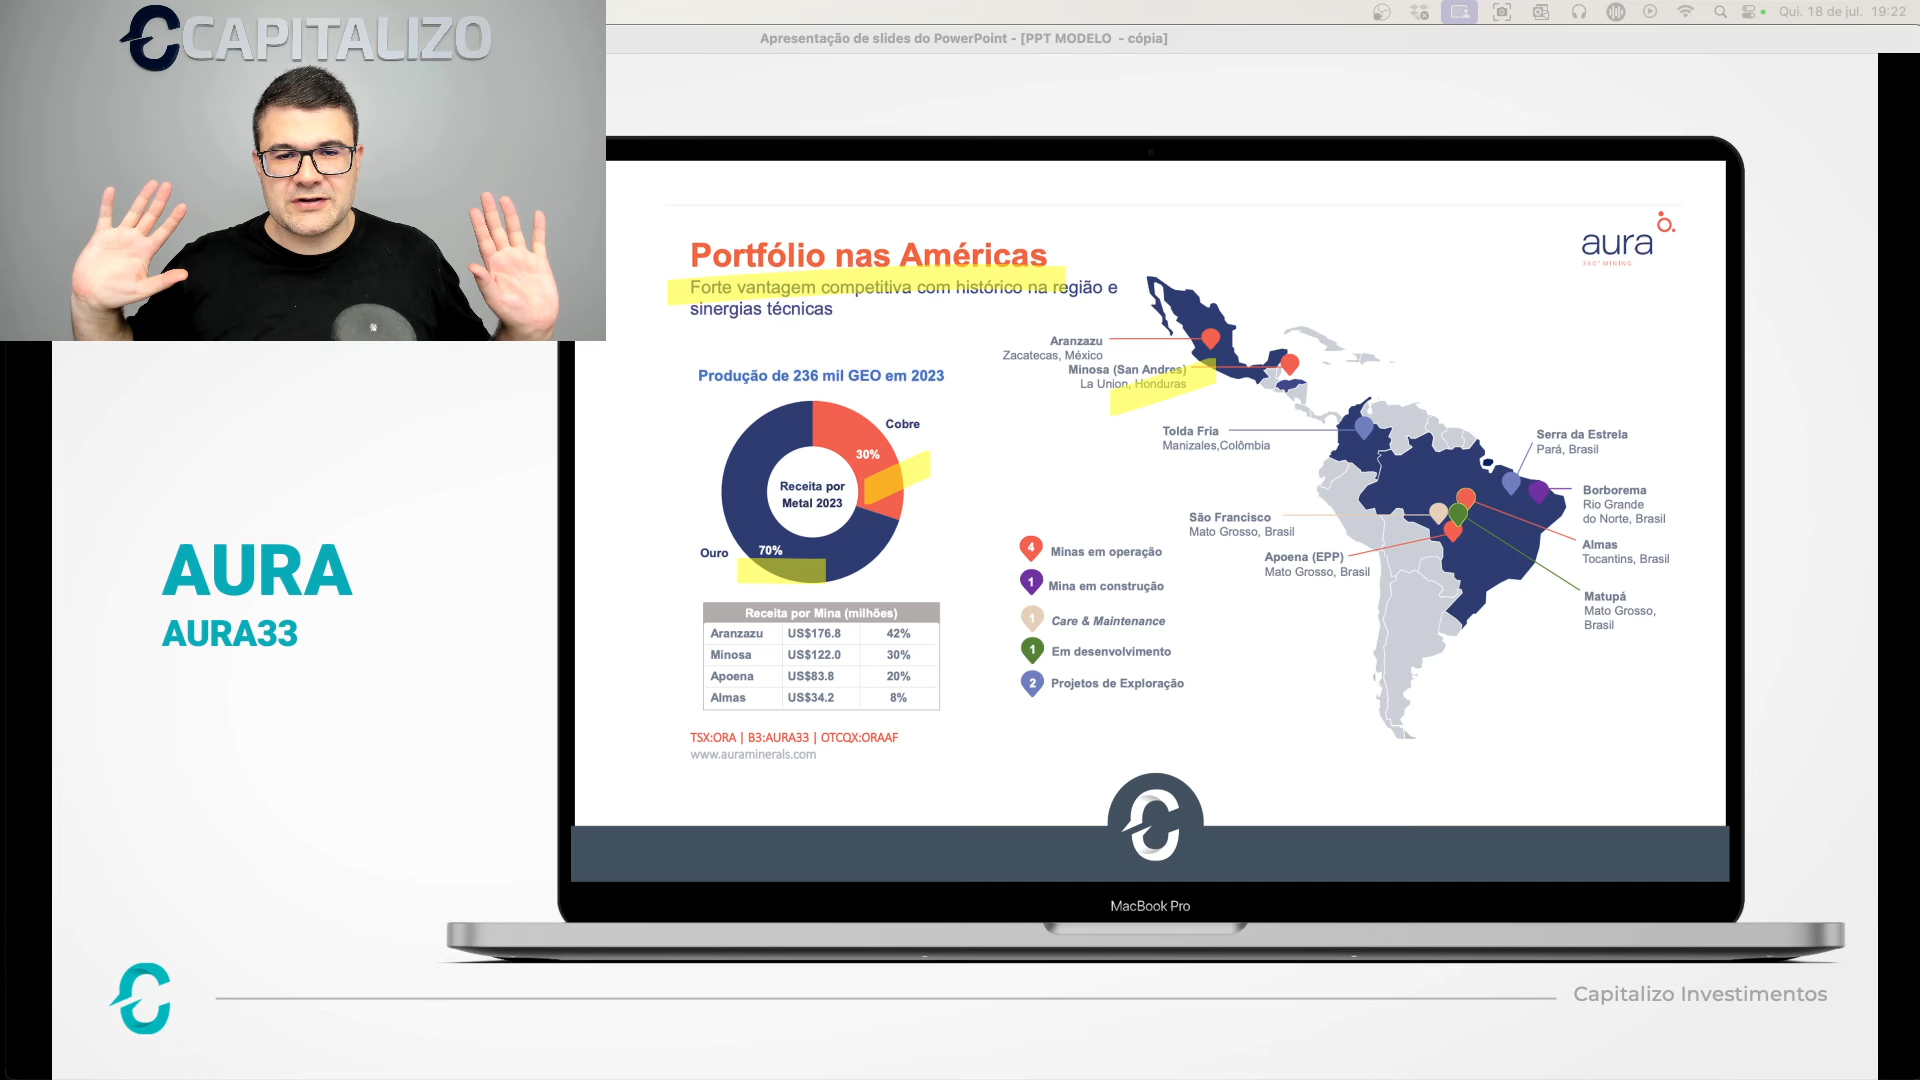 CAPITALIZO
Qui. 18 de jul. 19:22
Apresentação de slides do PowerPoint - [PPT MODELO - cópia]
aura
360° MINING
Portfólio nas Américas
Forte vantagem competitiva com histórico na região e
sinergias técnicas
Produção de 236 mil GEO em 2023
Cobre
30%
Receita por
Metal 2023
Ouro
70%
Receita por Mina (milhões)
Aranzazu US$176.8 42%
Minosa US$122.0 30%
Apoena US$83.8 20%
Almas US$34.2 8%
TSX:ORA | B3:AURA33 | OTCQX:ORAAF
www.auraminerals.com
4 Minas em operação
1 Mina em construção
1 Care & Maintenance
1 Em desenvolvimento
2 Projetos de Exploração
Aranzazu
Zacatecas, México
Minosa (San Andres)
La Union, Honduras
Tolda Fria
Manizales,Colômbia
São Francisco
Mato Grosso, Brasil
Apoena (EPP)
Mato Grosso, Brasil
Serra da Estrela
Pará, Brasil
Borborema
Rio Grande
do Norte, Brasil
Almas
Tocantins, Brasil
Matupá
Mato Grosso,
Brasil
AURA
AURA33
MacBook Pro
Capitalizo Investimentos